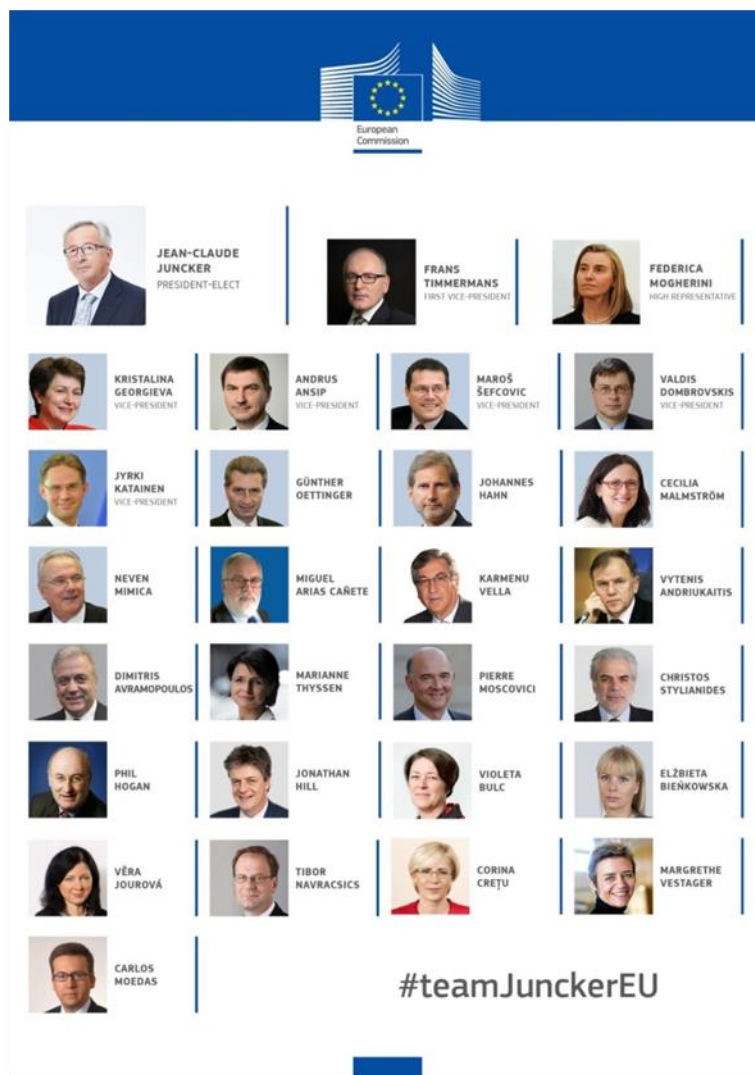 European
Commission
JEAN-CLAUDE
JUNCKER
PRESIDENT-ELECT
FRANS
TIMMERMANS
FIRST VICE-PRESIDENT
FEDERICA
MOGHERINI
HIGH REPRESENTATIVE
KRISTALINA
GEORGIEVA
VICE-PRESIDENT
ANDRUS
ANSIP
VICE-PRESIDENT
MAROŠ
ŠEFCOVIC
VICE-PRESIDENT
VALDIS
DOMBROVSKIS
VICE-PRESIDENT
JYRKI
KATAINEN
VICE-PRESIDENT
GÜNTHER
OETTINGER
JOHANNES
HAHN
CECILIA
MALMSTRÖM
NEVEN
MIMICA
MIGUEL
ARIAS CAÑETE
KARMENU
VELLA
VYTENIS
ANDRIUKAITIS
DIMITRIS
AVRAMOPOULOS
MARIANNE
THYSSEN
PIERRE
MOSCOVICI
CHRISTOS
STYLIANIDES
PHIL
HOGAN
JONATHAN
HILL
VIOLETA
BULC
ELŻBIETA
BIEŃKOWSKA
VĚRA
JOUROVÁ
TIBOR
NAVRACSICS
CORINA
CREȚU
MARGRETHE
VESTAGER
CARLOS
MOEDAS
#teamJunckerEU